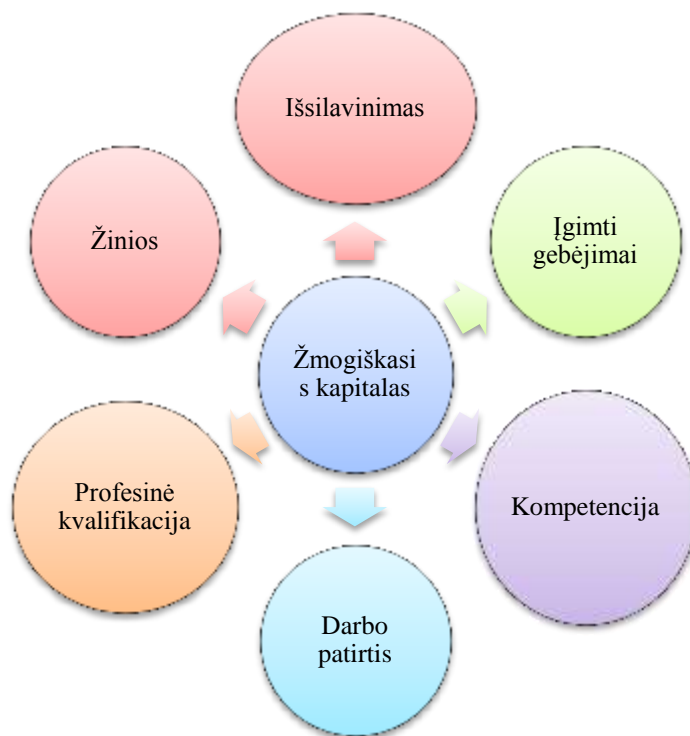 Išsilavinimas
Žinios
Įgimti
gebėjimai
Žmogiškasi
s kapitalas
Profesinė
kvalifikacija
Kompetencija
Darbo
patirtis